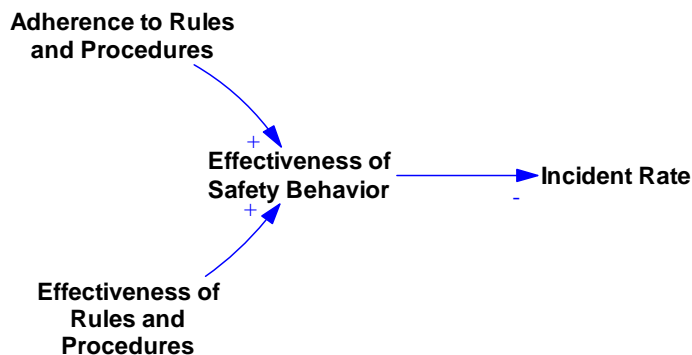 Adherence to Rules
and Procedures
+
Effectiveness of
Safety Behavior
Incident Rate
-
+
Effectiveness of
Rules and
Procedures